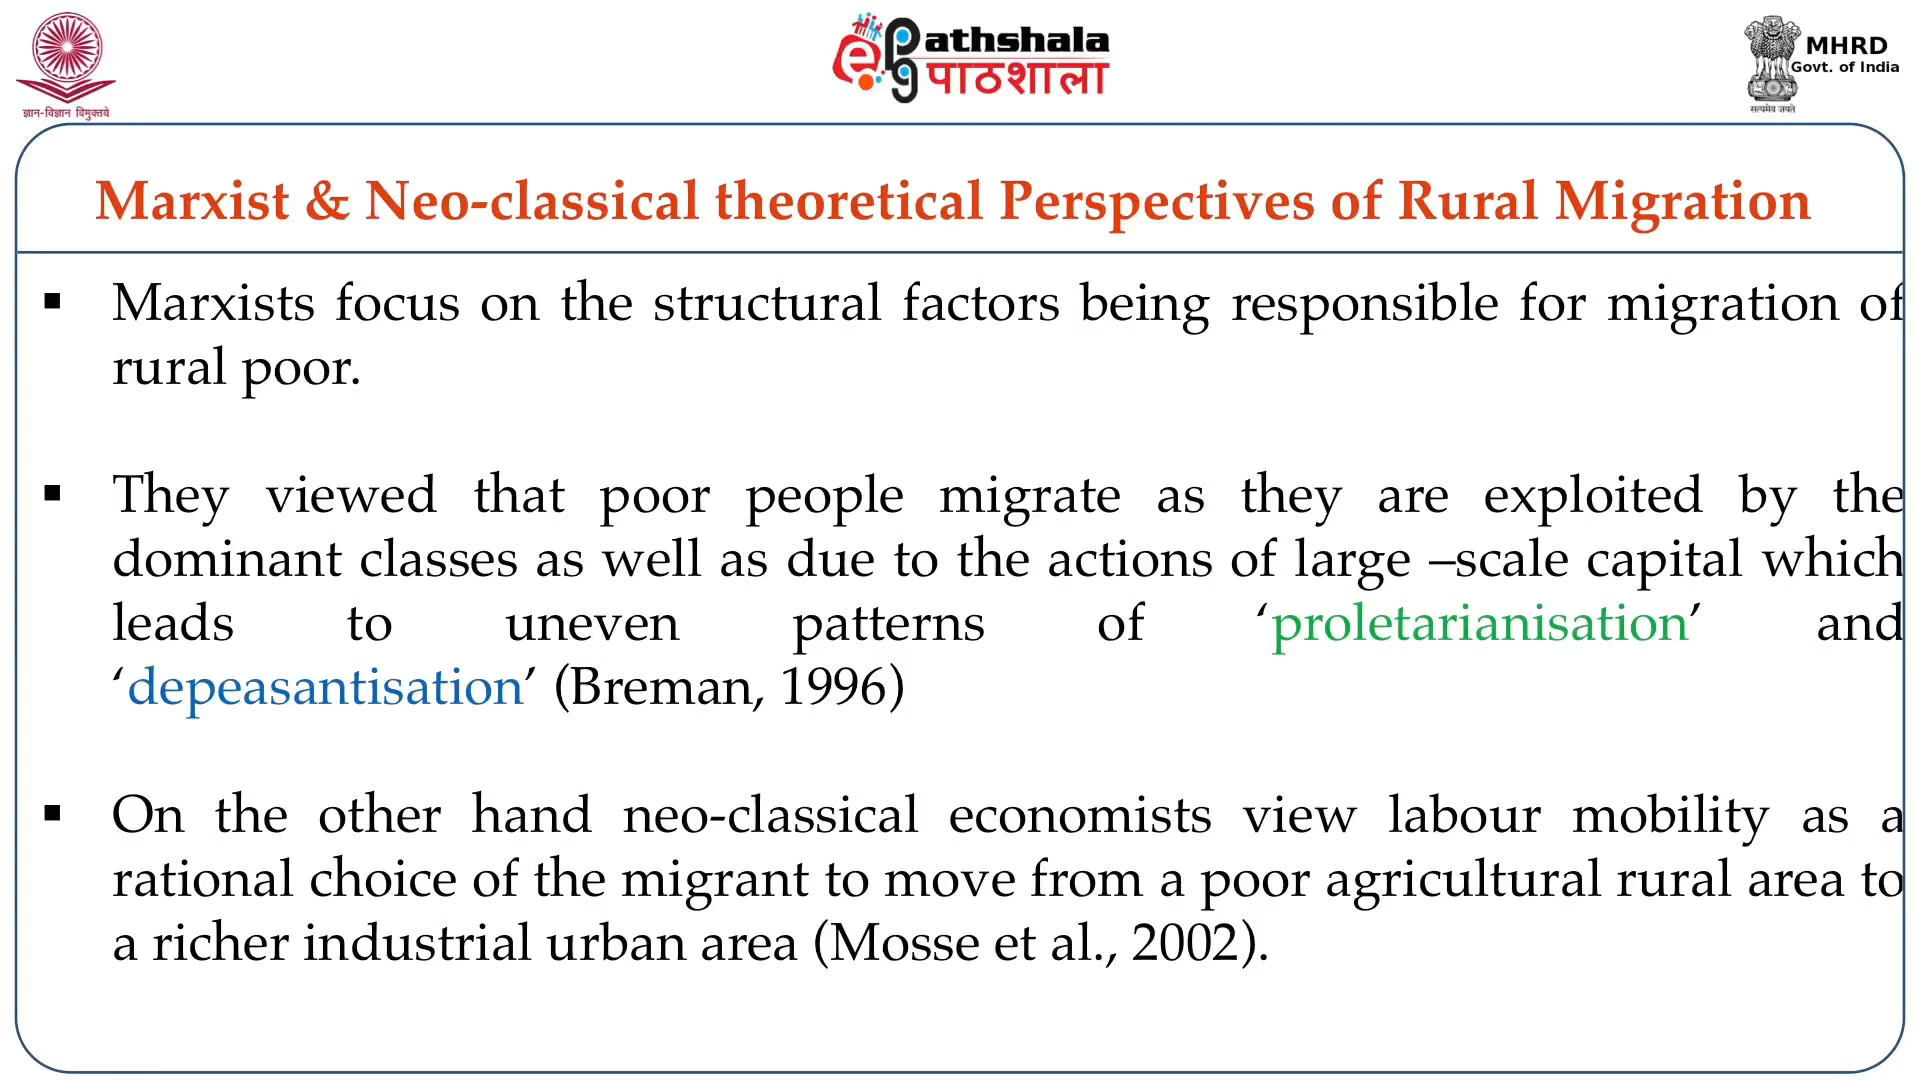 ज्ञान-विज्ञान विमुक्तये
e PG athshala
पाठशाला
MHRD
Govt. of India
सत्यमेव जयते
Marxist & Neo-classical theoretical Perspectives of Rural Migration
▪ Marxists focus on the structural factors being responsible for migration of
rural poor.
▪ They viewed that poor people migrate as they are exploited by the
dominant classes as well as due to the actions of large –scale capital which
leads to uneven patterns of ‘proletarianisation’ and
‘depeasantisation’ (Breman, 1996)
▪ On the other hand neo-classical economists view labour mobility as a
rational choice of the migrant to move from a poor agricultural rural area to
a richer industrial urban area (Mosse et al., 2002).